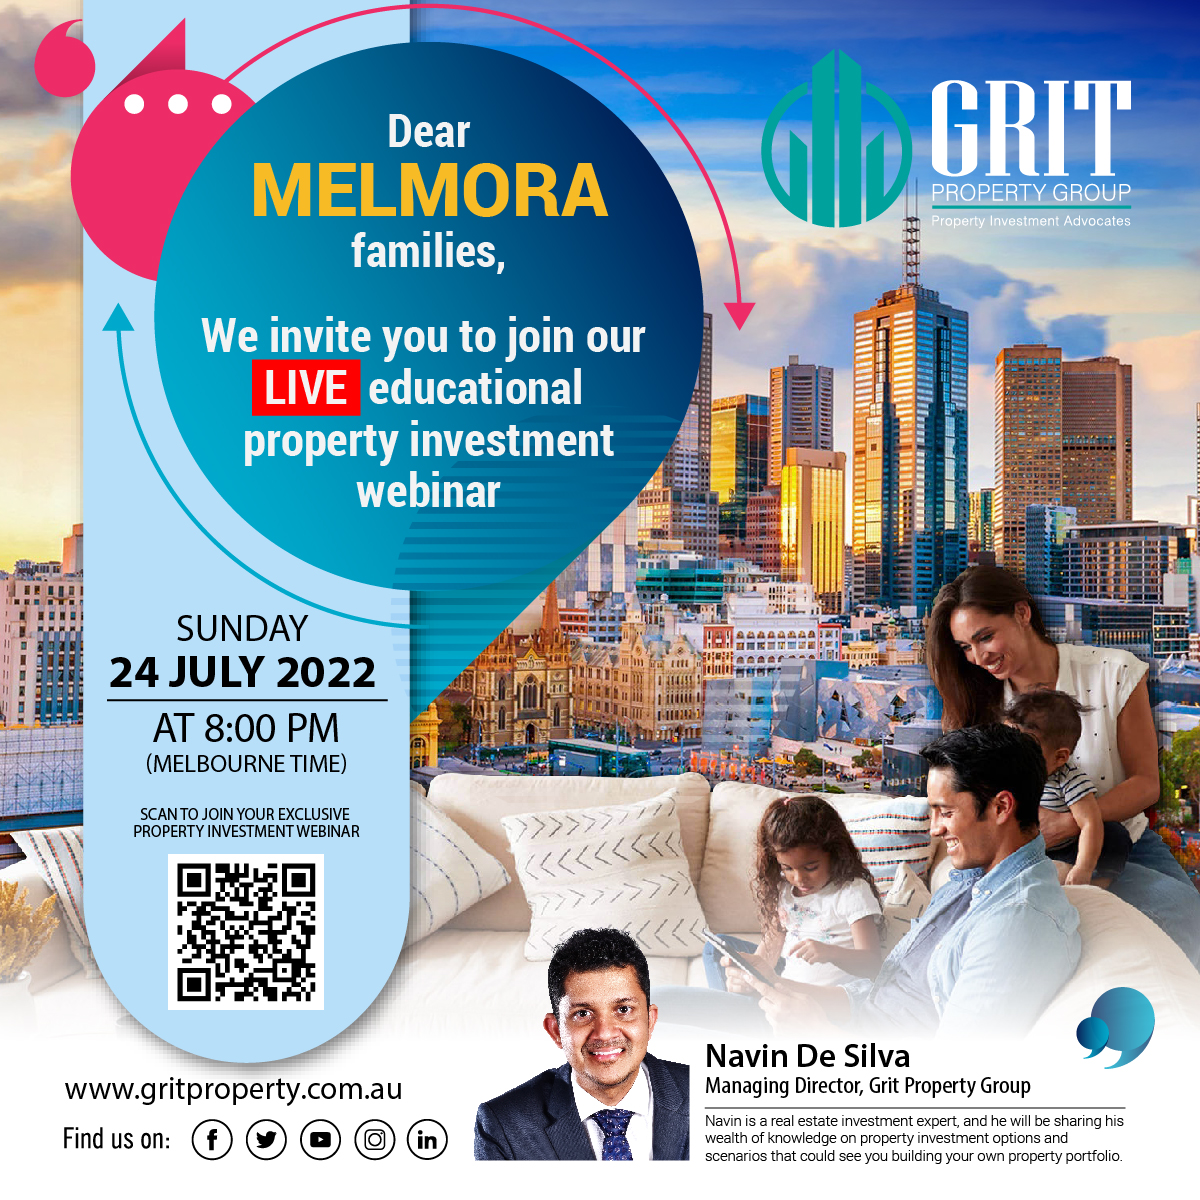 GRIT
PROPERTY GROUP
Property Investment Advocates
Dear
MELMORA
families,
We invite you to join our
LIVE educational
property investment
webinar
SUNDAY
24 JULY 2022
AT 8:00 PM
(MELBOURNE TIME)
SCAN TO JOIN YOUR EXCLUSIVE
PROPERTY INVESTMENT WEBINAR
www.gritproperty.com.au
Find us on:
Navin De Silva
Managing Director, Grit Property Group
Navin is a real estate investment expert, and he will be sharing his
wealth of knowledge on property investment options and
scenarios that could see you building your own property portfolio.